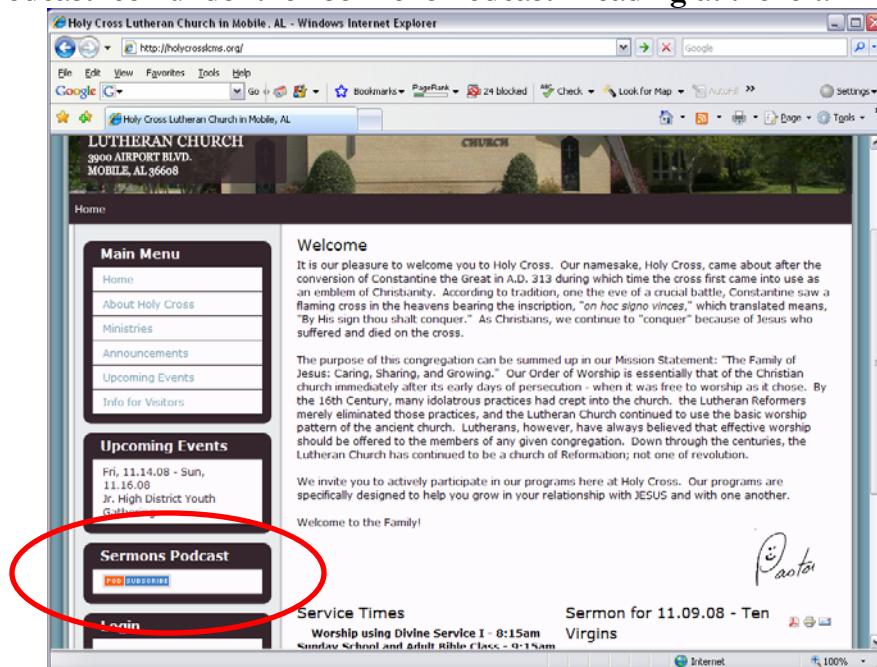 Holy Cross Lutheran Church in Mobile, AL - Windows Internet Explorer
http://holycrosslcms.org/
Google
File Edit View Favorites Tools Help
Google G Go Bookmarks PageRank 24 blocked Check Look for Map AutoFill Settings
Holy Cross Lutheran Church in Mobile, AL
Page Tools
LUTHERAN CHURCH
3900 AIRPORT BLVD.
MOBILE, AL 36608
CHURCH
Home
Main Menu
Home
About Holy Cross
Ministries
Announcements
Upcoming Events
Info for Visitors
Upcoming Events
Fri, 11.14.08 - Sun,
11.16.08
Jr. High District Youth
Gathering
Sermons Podcast
POD SUBSCRIBE
Login
Welcome
It is our pleasure to welcome you to Holy Cross. Our namesake, Holy Cross, came about after the
conversion of Constantine the Great in A.D. 313 during which time the cross first came into use as
an emblem of Christianity. According to tradition, one the eve of a crucial battle, Constantine saw a
flaming cross in the heavens bearing the inscription, "on hoc signo vinces," which translated means,
"By His sign thou shalt conquer." As Christians, we continue to "conquer" because of Jesus who
suffered and died on the cross.
The purpose of this congregation can be summed up in our Mission Statement: "The Family of
Jesus: Caring, Sharing, and Growing." Our Order of Worship is essentially that of the Christian
church immediately after its early days of persecution - when it was free to worship as it chose. By
the 16th Century, many idolatrous practices had crept into the church. the Lutheran Reformers
merely eliminated those practices, and the Lutheran Church continued to use the basic worship
pattern of the ancient church. Lutherans, however, have always believed that effective worship
should be offered to the members of any given congregation. Down through the centuries, the
Lutheran Church has continued to be a church of Reformation; not one of revolution.
We invite you to actively participate in our programs here at Holy Cross. Our programs are
specifically designed to help you grow in your relationship with JESUS and with one another.
Welcome to the Family!
Pastor
Service Times
Worship using Divine Service I - 8:15am
Sunday School and Adult Bible Class - 9:15am
Sermon for 11.09.08 - Ten
Virgins
Internet
100%